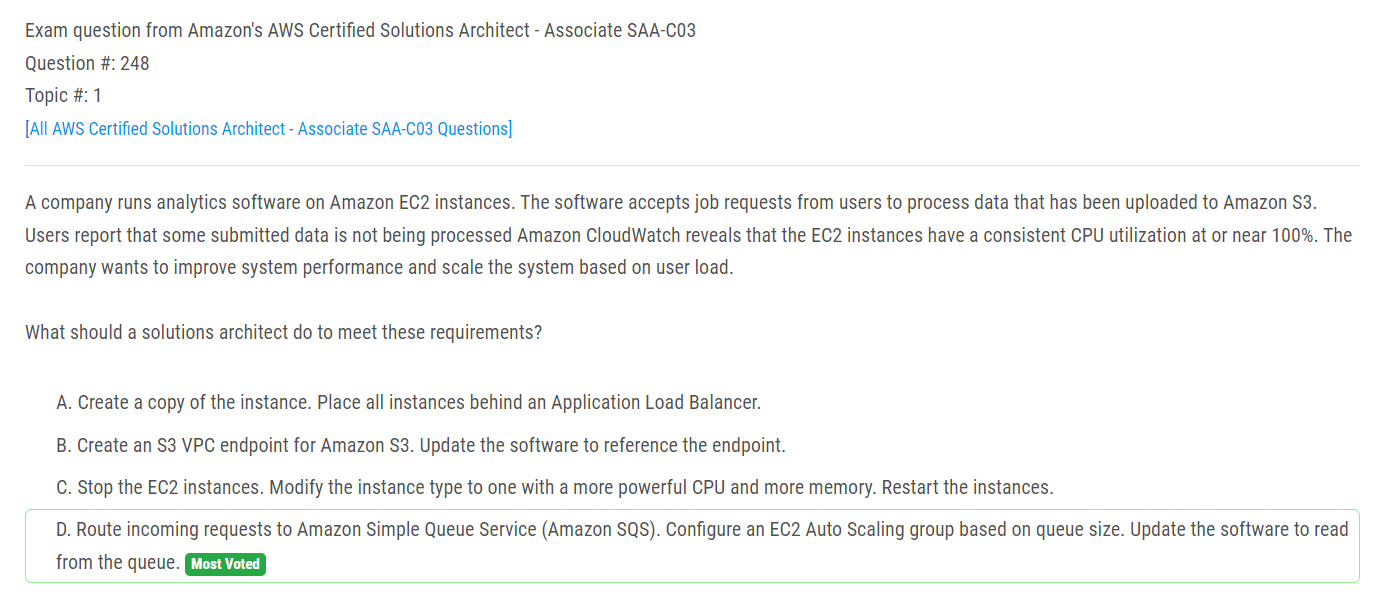 Exam question from Amazon's AWS Certified Solutions Architect - Associate SAA-C03
Question #: 248
Topic #: 1
[All AWS Certified Solutions Architect - Associate SAA-C03 Questions]
A company runs analytics software on Amazon EC2 instances. The software accepts job requests from users to process data that has been uploaded to Amazon S3.
Users report that some submitted data is not being processed Amazon CloudWatch reveals that the EC2 instances have a consistent CPU utilization at or near 100%. The
company wants to improve system performance and scale the system based on user load.
What should a solutions architect do to meet these requirements?
A. Create a copy of the instance. Place all instances behind an Application Load Balancer.
B. Create an S3 VPC endpoint for Amazon S3. Update the software to reference the endpoint.
C. Stop the EC2 instances. Modify the instance type to one with a more powerful CPU and more memory. Restart the instances.
D. Route incoming requests to Amazon Simple Queue Service (Amazon SQS). Configure an EC2 Auto Scaling group based on queue size. Update the software to read
from the queue. Most Voted